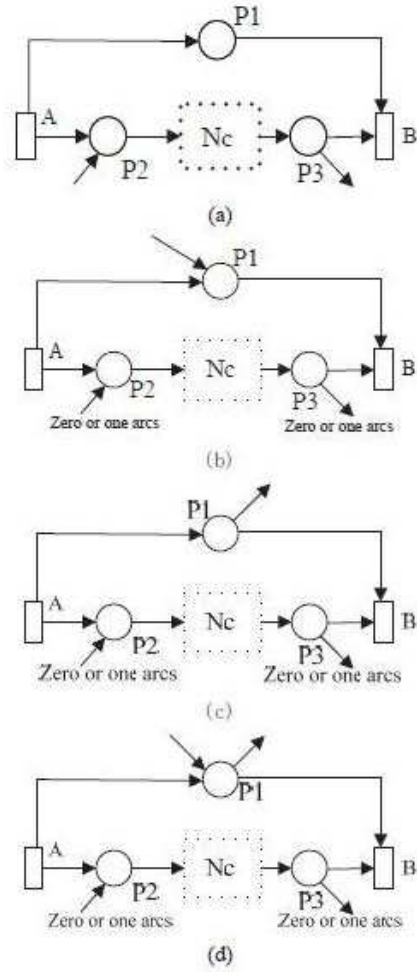 P1
A
Nc
B
P2
P3
(a)
P1
A
Nc
B
P2
P3
Zero or one arcs
Zero or one arcs
(b)
P1
A
Nc
B
P2
P3
Zero or one arcs
Zero or one arcs
(c)
P1
A
Nc
B
P2
P3
Zero or one arcs
Zero or one arcs
(d)